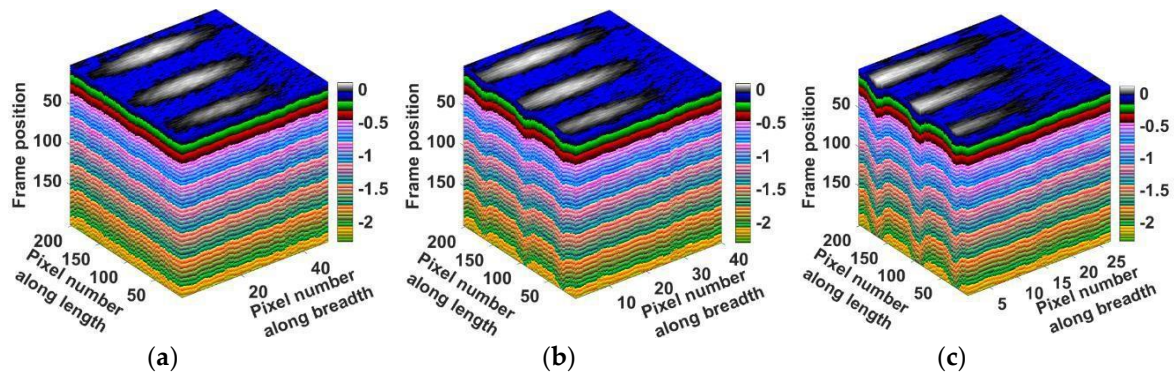 Frame position
50
100
150
200
150
100
50
Pixel number
along length
20
40
Pixel number
along breadth
0
-0.5
-1
-1.5
-2
(a)
Frame position
50
100
150
200
150
100
50
Pixel number
along length
10
20
30
40
Pixel number
along breadth
0
-0.5
-1
-1.5
-2
(b)
Frame position
50
100
150
200
150
100
50
Pixel number
along length
5
10
15
20
25
Pixel number
along breadth
0
-0.5
-1
-1.5
-2
(c)